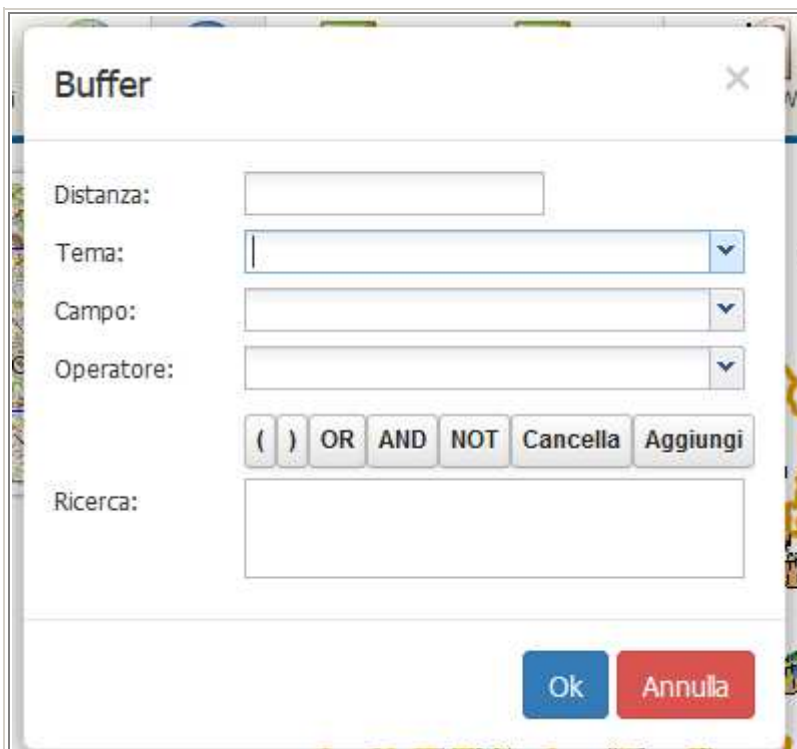 Buffer ×
Distanza:
Tema:
Campo:
Operatore:
( ) OR AND NOT Cancella Aggiungi
Ricerca:
Ok Annulla